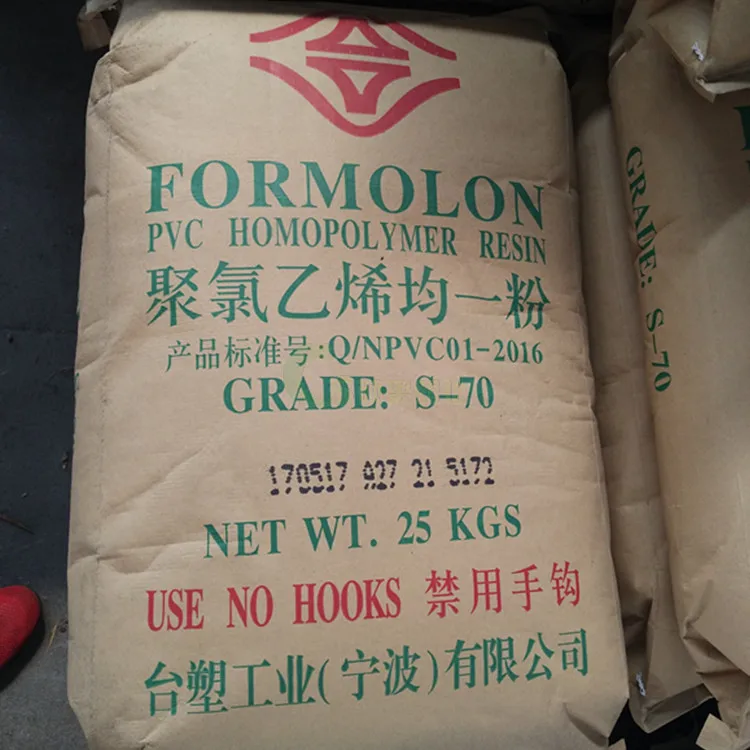 FORMOLON
PVC HOMOPOLYMER RESIN
聚氯乙烯均一粉
产品标准号:Q/NPVC01-2016
GRADE: S-70
170517 927 21 5172
NET WT. 25 KGS
USE NO HOOKS 禁用手钩
台塑工业(宁波)有限公司
GRADE: S-70